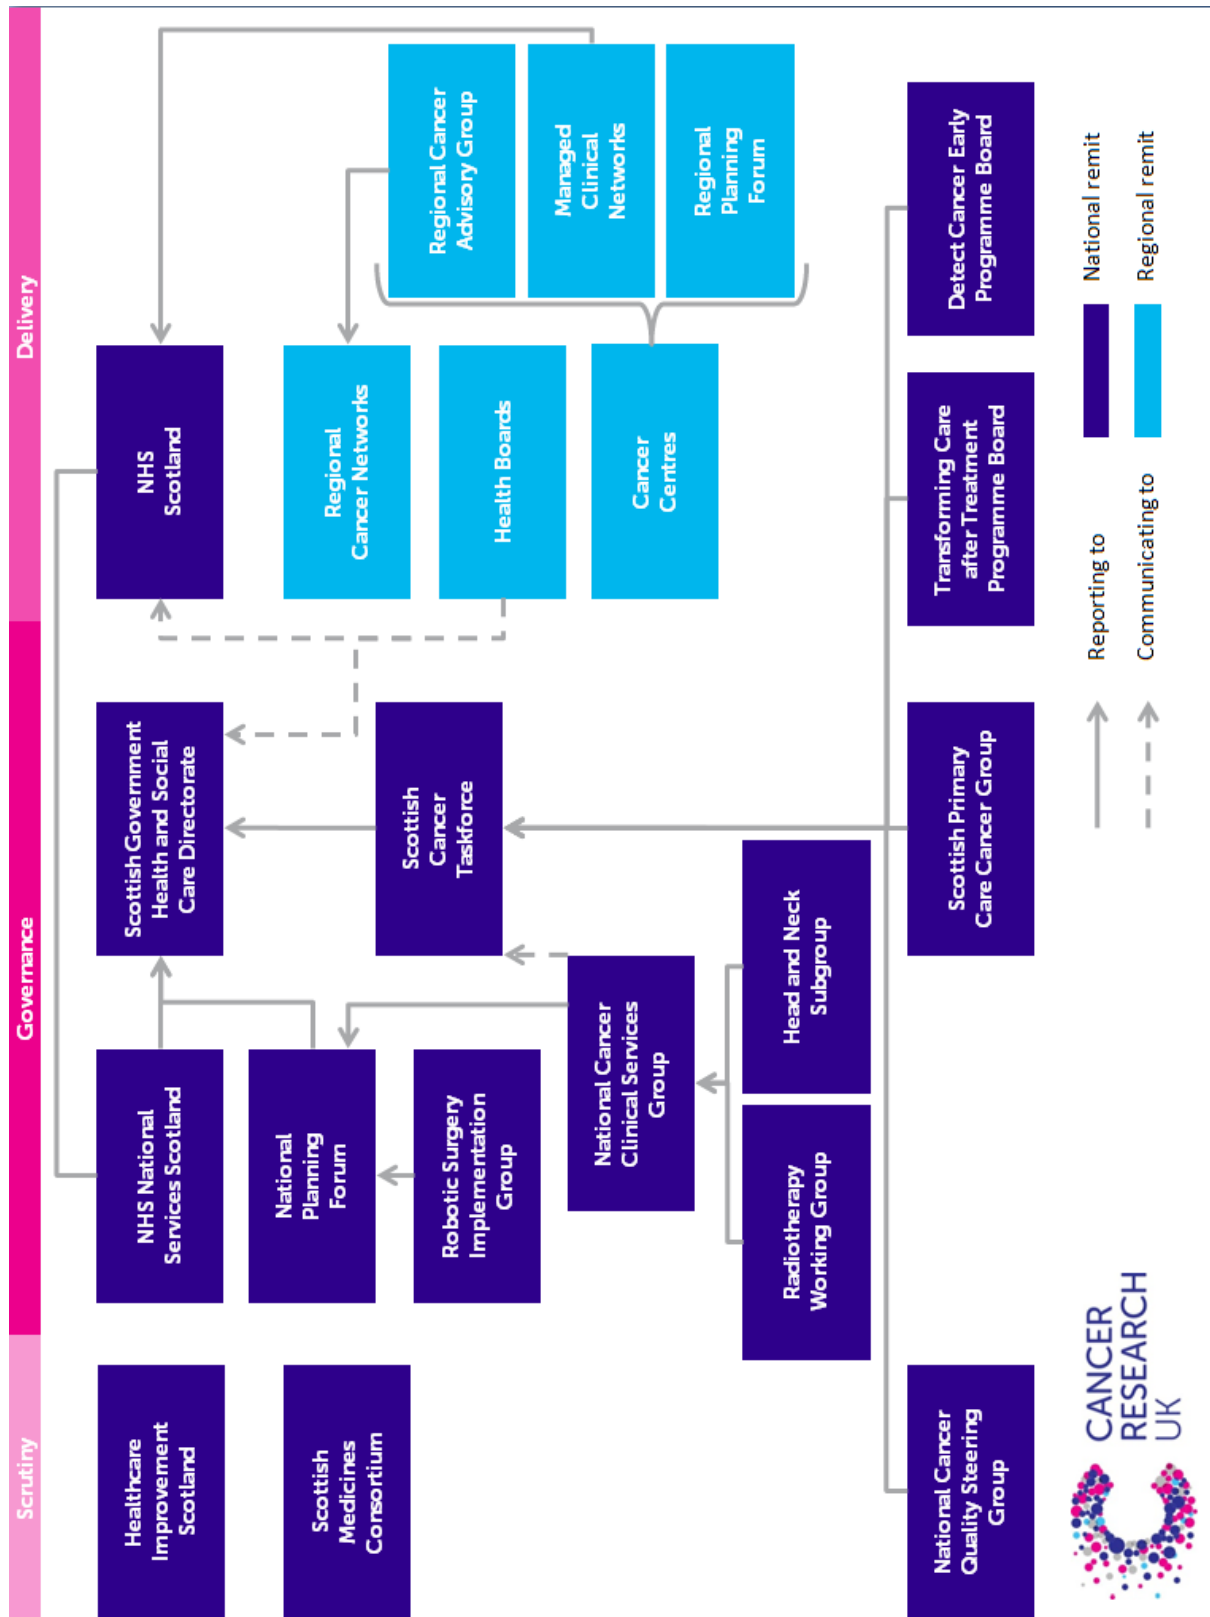 Scrutiny
Governance
Delivery
Healthcare
Improvement
Scotland
NHS National
Services Scotland
Scottish Government
Health and Social
Care Directorate
NHS
Scotland
Scottish
Medicines
Consortium
National
Planning
Forum
Scottish
Cancer
Taskforce
Regional
Cancer Networks
Regional Cancer
Advisory Group
Robotic Surgery
Implementation
Group
Health Boards
Managed
Clinical
Networks
National Cancer
Clinical Services
Group
Cancer
Centres
Regional
Planning
Forum
Radiotherapy
Working Group
Head and Neck
Subgroup
National Cancer
Quality Steering
Group
Scottish Primary
Care Cancer Group
Transforming Care
after Treatment
Programme Board
Detect Cancer Early
Programme Board
CANCER
RESEARCH
UK
Reporting to
National remit
Communicating to
Regional remit